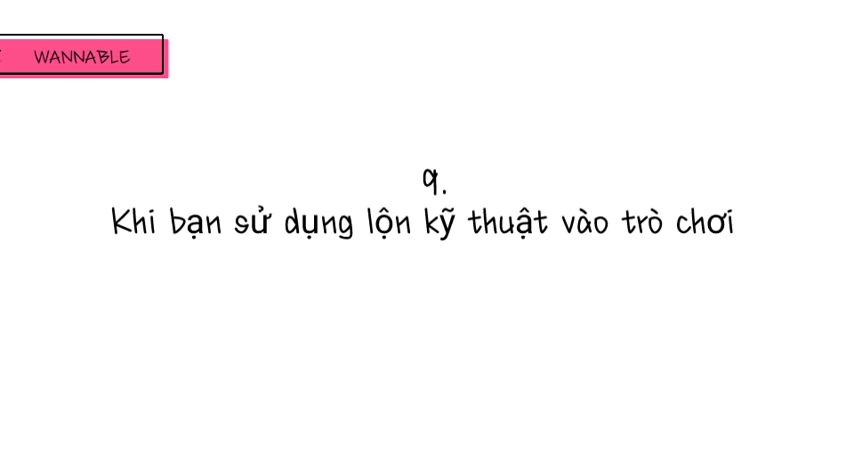 WANNABLE
9.
Khi bạn sử dụng lộn kỹ thuật vào trò chơi